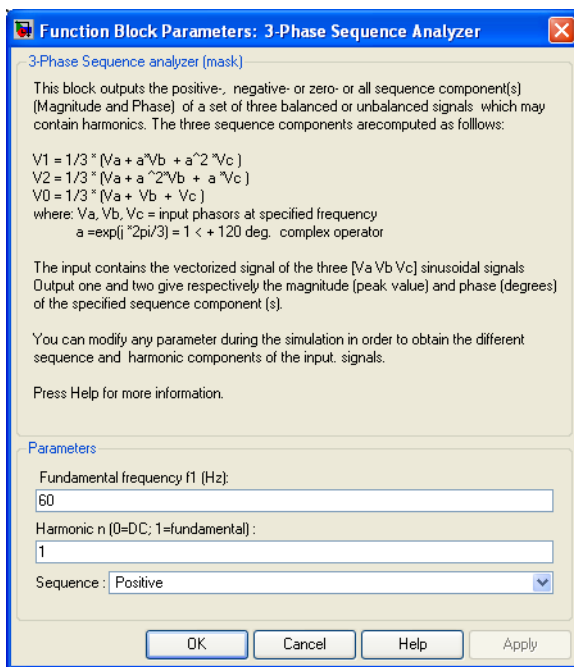 Function Block Parameters: 3-Phase Sequence Analyzer
3-Phase Sequence analyzer (mask)
This block outputs the positive-, negative- or zero- or all sequence component(s)
(Magnitude and Phase) of a set of three balanced or unbalanced signals which may
contain harmonics. The three sequence components arecomputed as folllows:
V1 = 1/3 * (Va + a*Vb + a^2 *Vc )
V2 = 1/3 * (Va + a ^2*Vb + a *Vc )
V0 = 1/3 * (Va + Vb + Vc )
where: Va, Vb, Vc = input phasors at specified frequency
a =exp(j *2pi/3) = 1 < + 120 deg. complex operator
The input contains the vectorized signal of the three [Va Vb Vc] sinusoidal signals
Output one and two give respectively the magnitude (peak value) and phase (degrees)
of the specified sequence component (s).
You can modify any parameter during the simulation in order to obtain the different
sequence and harmonic components of the input. signals.
Press Help for more information.
Parameters
Fundamental frequency f1 (Hz):
60
Harmonic n (0=DC; 1=fundamental) :
1
Sequence : Positive
OK Cancel Help Apply